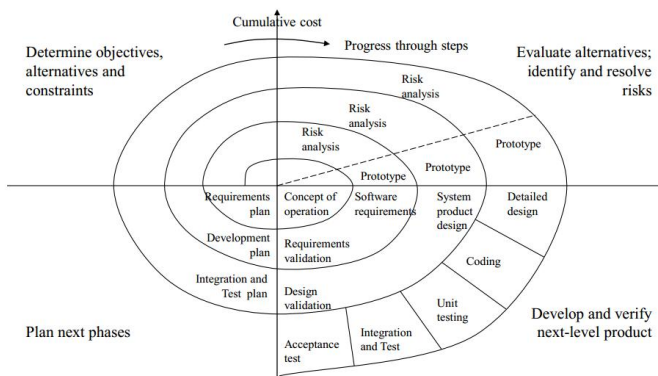 Cumulative cost
Progress through steps
Determine objectives,
alternatives and
constraints
Evaluate alternatives;
identify and resolve
risks
Risk
analysis
Risk
analysis
Risk
analysis
Prototype
Prototype
Prototype
Requirements
plan
Concept of
operation
Software
requirements
System
product
design
Detailed
design
Development
plan
Requirements
validation
Coding
Integration and
Test plan
Design
validation
Unit
testing
Integration
and Test
Acceptance
test
Plan next phases
Develop and verify
next-level product